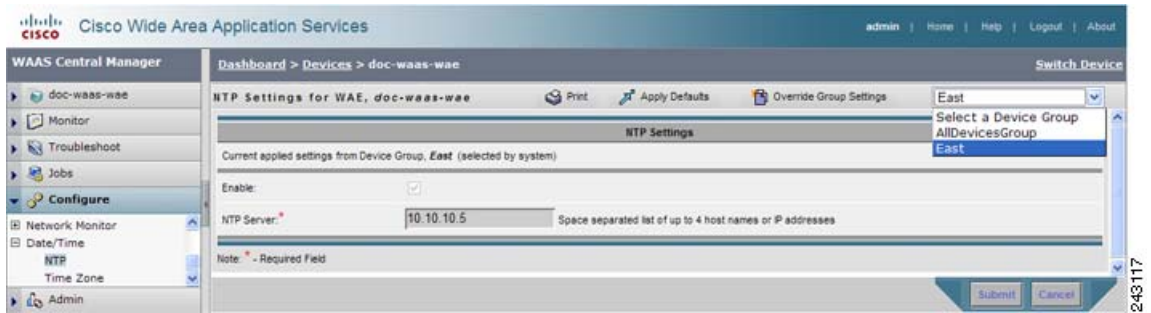 CISCO Cisco Wide Area Application Services
admin | Home | Help | Logout | About
WAAS Central Manager
Dashboard > Devices > doc-waas-wae
Switch Device
doc-waas-wae
Monitor
Troubleshoot
Jobs
Configure
Network Monitor
Date/Time
NTP
Time Zone
Admin
NTP Settings for WAE, doc-waas-wae
Print
Apply Defaults
Override Group Settings
East
Select a Device Group
AllDevicesGroup
East
NTP Settings
Current applied settings from Device Group, East (selected by system)
Enable:
NTP Server:* 10.10.10.5 Space separated list of up to 4 host names or IP addresses
Note: * - Required Field
Submit Cancel
243117